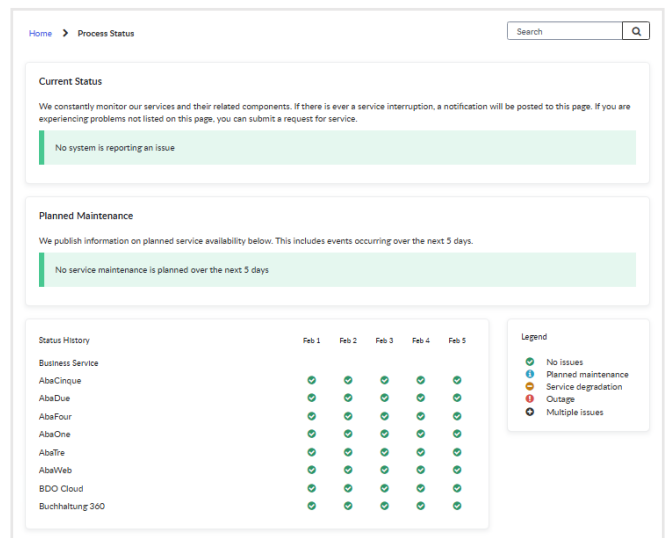 Home > Process Status
Search
Current Status
We constantly monitor our services and their related components. If there is ever a service interruption, a notification will be posted to this page. If you are
experiencing problems not listed on this page, you can submit a request for service.
No system is reporting an issue
Planned Maintenance
We publish information on planned service availability below. This includes events occurring over the next 5 days.
No service maintenance is planned over the next 5 days
Status History Feb 1 Feb 2 Feb 3 Feb 4 Feb 5
Business Service
AbaCinque
AbaDue
AbaFour
AbaOne
AbaTre
AbaWeb
BDO Cloud
Buchhaltung 360
Legend
No issues
Planned maintenance
Service degradation
Outage
Multiple issues